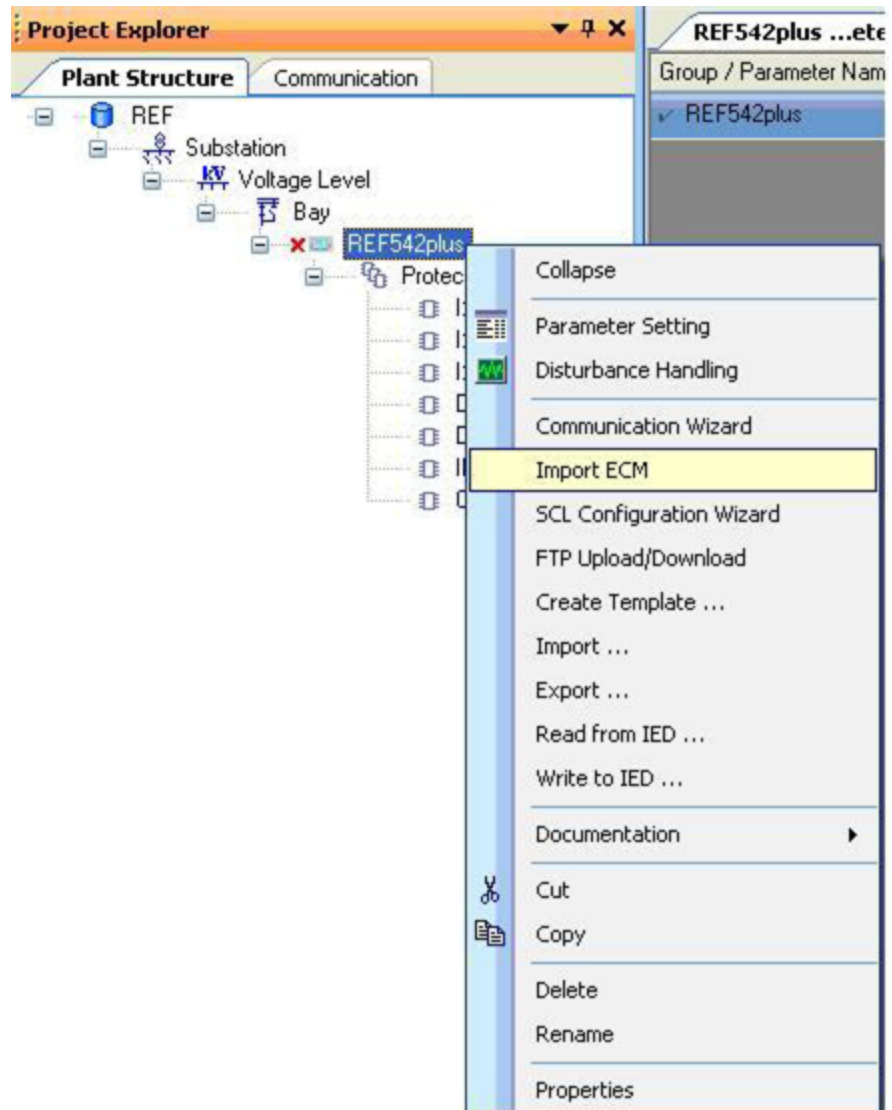 Project Explorer
REF542plus ...ete
Plant Structure
Communication
Group / Parameter Nam
REF
REF542plus
Substation
kV Voltage Level
Bay
REF542plus
Protec
Collapse
Parameter Setting
Disturbance Handling
Communication Wizard
Import ECM
SCL Configuration Wizard
FTP Upload/Download
Create Template ...
Import ...
Export ...
Read from IED ...
Write to IED ...
Documentation
Cut
Copy
Delete
Rename
Properties